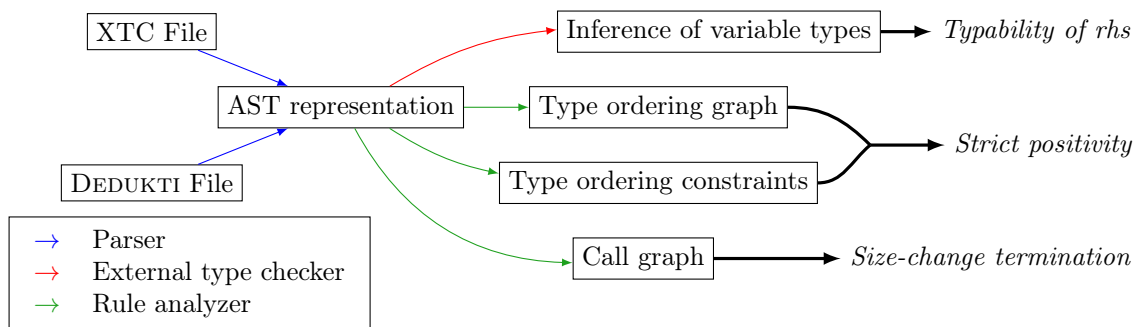 XTC File
Inference of variable types
Typability of rhs
AST representation
Type ordering graph
Strict positivity
DEDUKTI File
Type ordering constraints
Call graph
Size-change termination
→ Parser
→ External type checker
→ Rule analyzer